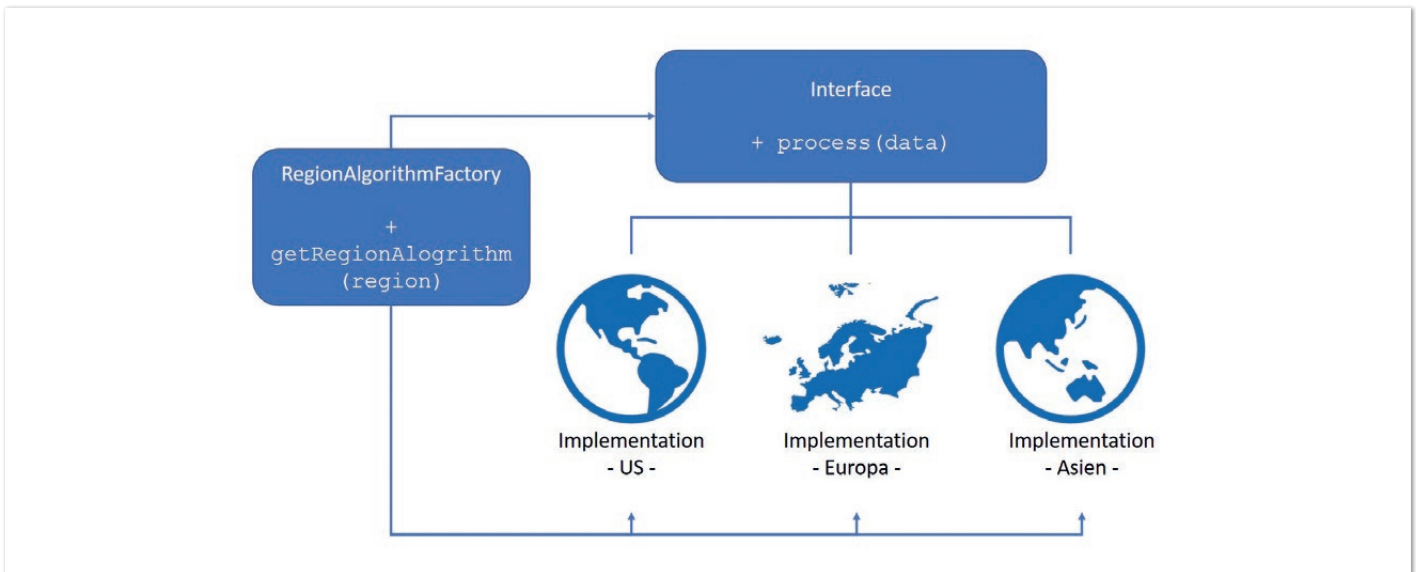 Interface
+ process(data)
RegionAlgorithmFactory
+
getRegionAlogrithm
(region)
Implementation
- US -
Implementation
- Europa -
Implementation
- Asien -